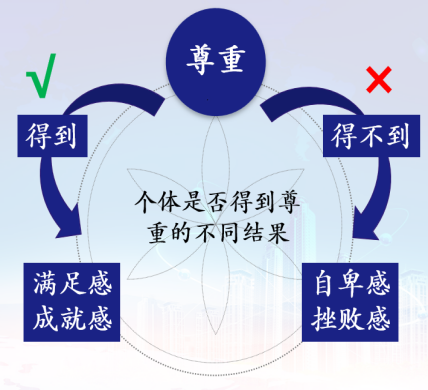 尊重
√
×
得到
得不到
个体是否得到尊
重的不同结果
满足感
成就感
自卑感
挫败感